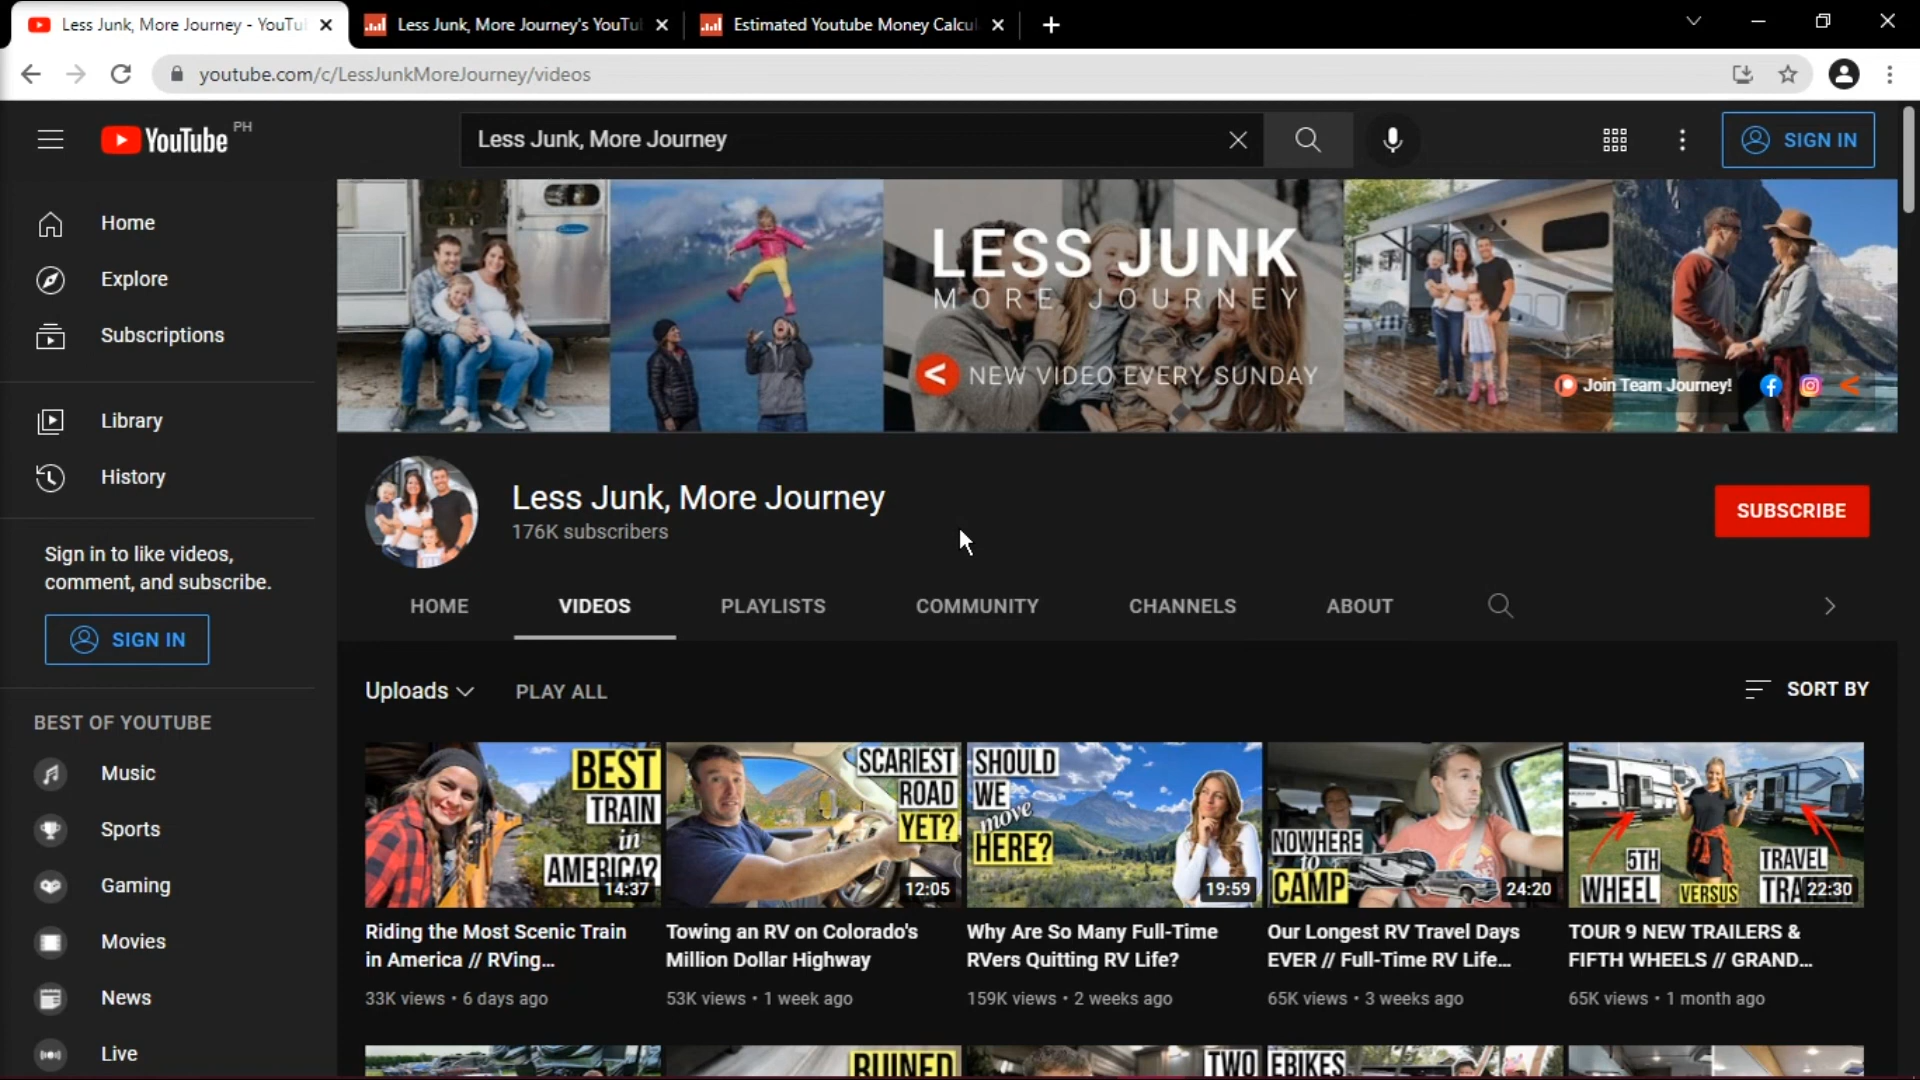 Less Junk, More Journey - YouTu
Less Junk, More Journey's YouTu
Estimated Youtube Money Calcu
youtube.com/c/LessJunkMoreJourney/videos
YouTube PH
Less Junk, More Journey
SIGN IN
Home
Explore
Subscriptions
Library
History
Sign in to like videos,
comment, and subscribe.
SIGN IN
BEST OF YOUTUBE
Music
Sports
Gaming
Movies
News
Live
LESS JUNK
MORE JOURNEY
NEW VIDEO EVERY SUNDAY
Join Team Journey!
Less Junk, More Journey
176K subscribers
SUBSCRIBE
HOME
VIDEOS
PLAYLISTS
COMMUNITY
CHANNELS
ABOUT
Uploads
PLAY ALL
SORT BY
BEST
TRAIN
in
AMERICA?
14:37
Riding the Most Scenic Train
in America // RVing...
33K views • 6 days ago
SCARIEST
ROAD
YET?
12:05
Towing an RV on Colorado's
Million Dollar Highway
53K views • 1 week ago
SHOULD
WE
move
HERE?
19:59
Why Are So Many Full-Time
RVers Quitting RV Life?
159K views • 2 weeks ago
NOWHERE
to
CAMP
24:20
Our Longest RV Travel Days
EVER // Full-Time RV Life...
65K views • 3 weeks ago
5TH
WHEEL
VERSUS
TRAVEL
TRA
22:30
TOUR 9 NEW TRAILERS &
FIFTH WHEELS // GRAND...
65K views • 1 month ago
RUINED
TWO
EBIKES